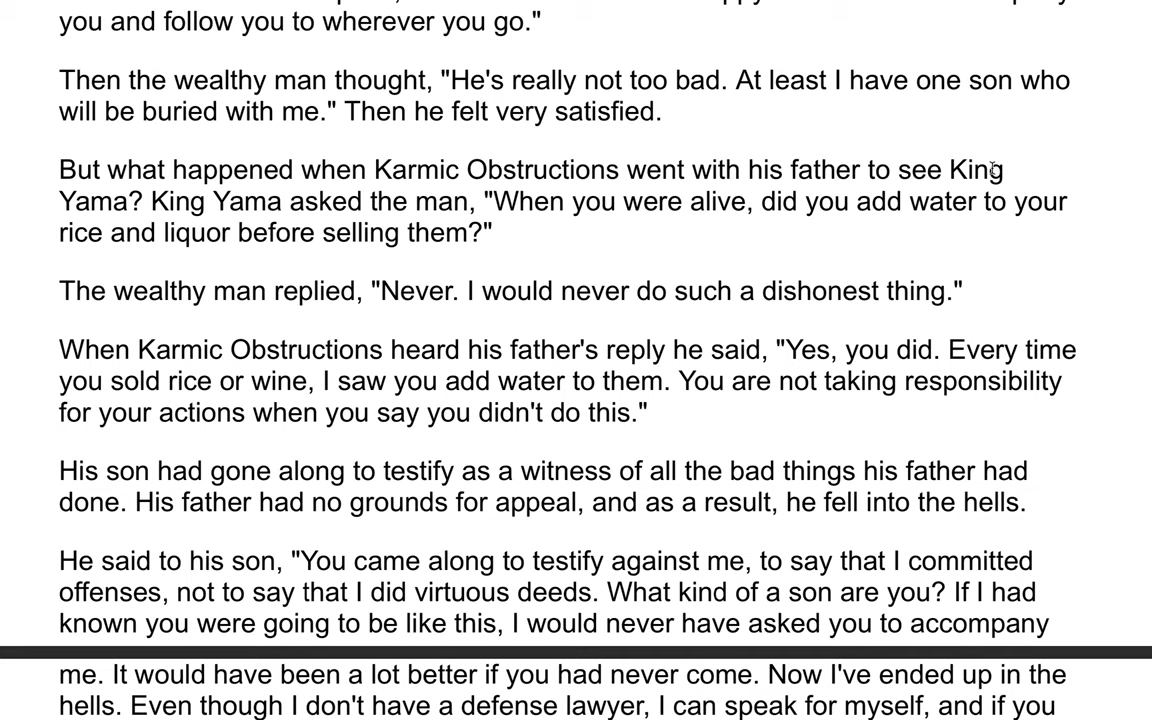 you and follow you to wherever you go."
Then the wealthy man thought, "He's really not too bad. At least I have one son who
will be buried with me." Then he felt very satisfied.
But what happened when Karmic Obstructions went with his father to see King
Yama? King Yama asked the man, "When you were alive, did you add water to your
rice and liquor before selling them?"
The wealthy man replied, "Never. I would never do such a dishonest thing."
When Karmic Obstructions heard his father's reply he said, "Yes, you did. Every time
you sold rice or wine, I saw you add water to them. You are not taking responsibility
for your actions when you say you didn't do this."
His son had gone along to testify as a witness of all the bad things his father had
done. His father had no grounds for appeal, and as a result, he fell into the hells.
He said to his son, "You came along to testify against me, to say that I committed
offenses, not to say that I did virtuous deeds. What kind of a son are you? If I had
known you were going to be like this, I would never have asked you to accompany
me. It would have been a lot better if you had never come. Now I've ended up in the
hells. Even though I don't have a defense lawyer, I can speak for myself, and if you